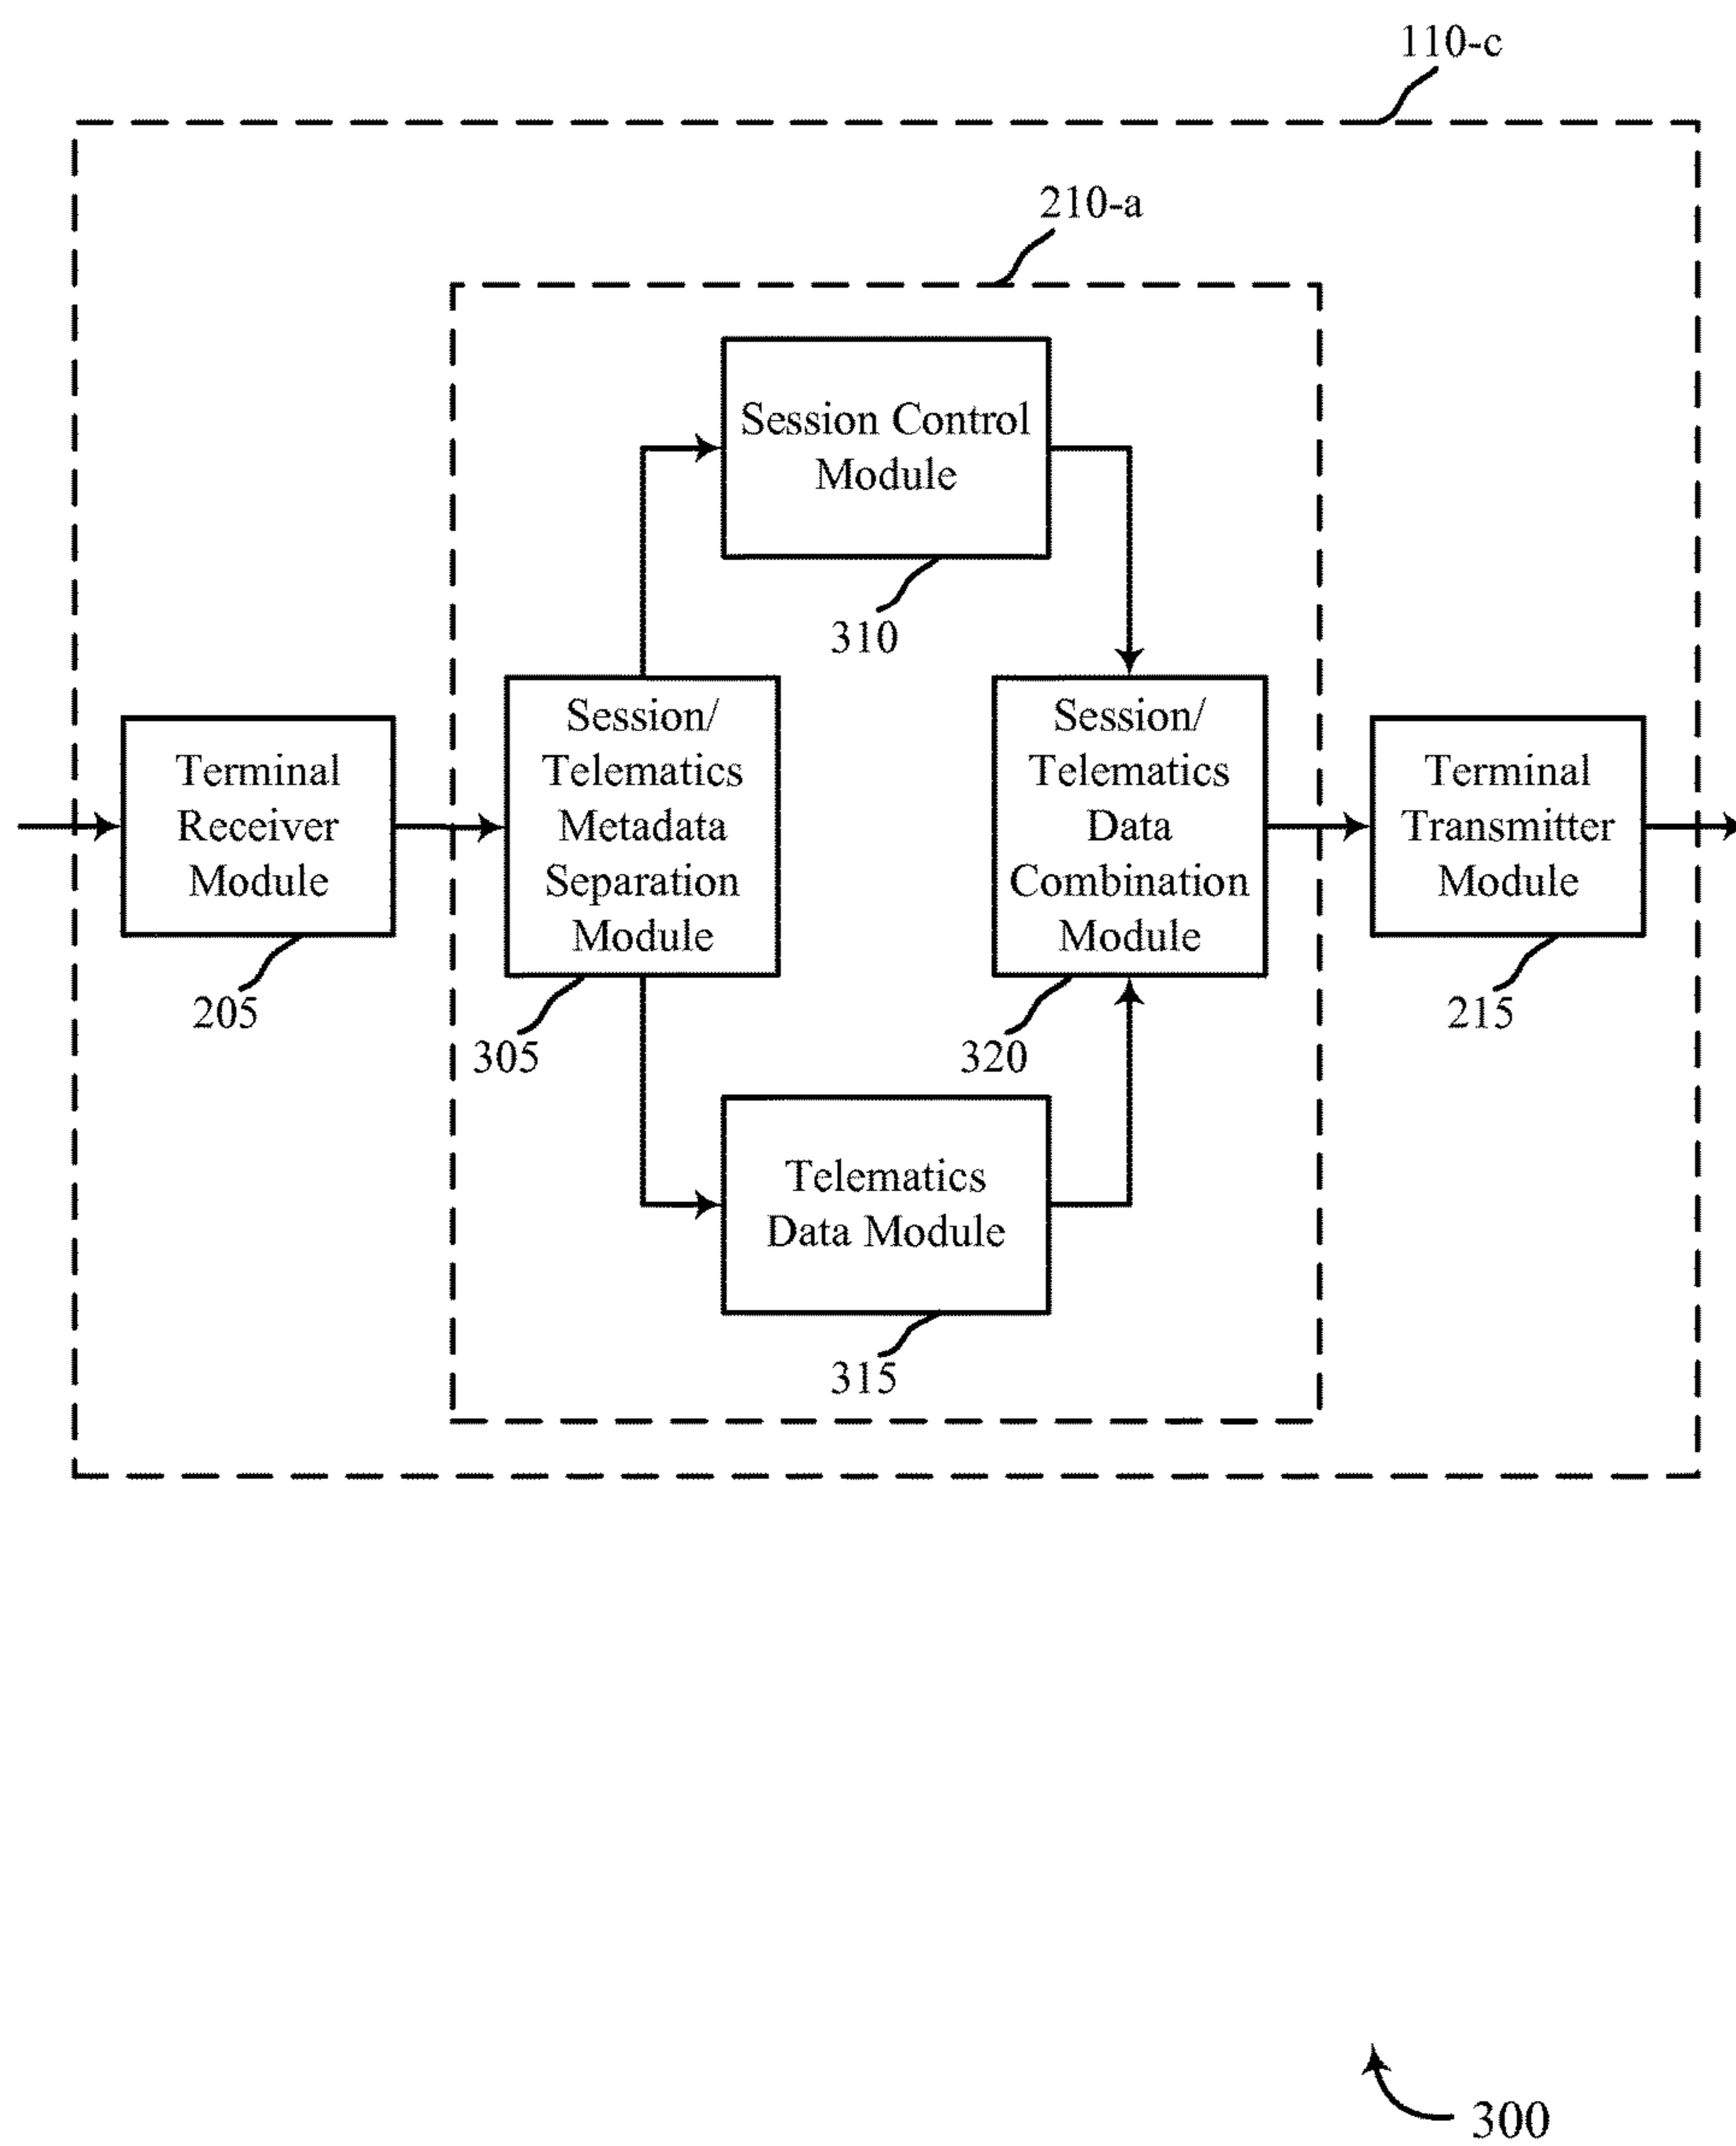 110-c
210-a
Session Control
Module
310
Session/
Telematics
Metadata
Separation
Module
305
Session/
Telematics
Data
Combination
Module
320
Terminal
Receiver
Module
205
Terminal
Transmitter
Module
215
Telematics
Data Module
315
300